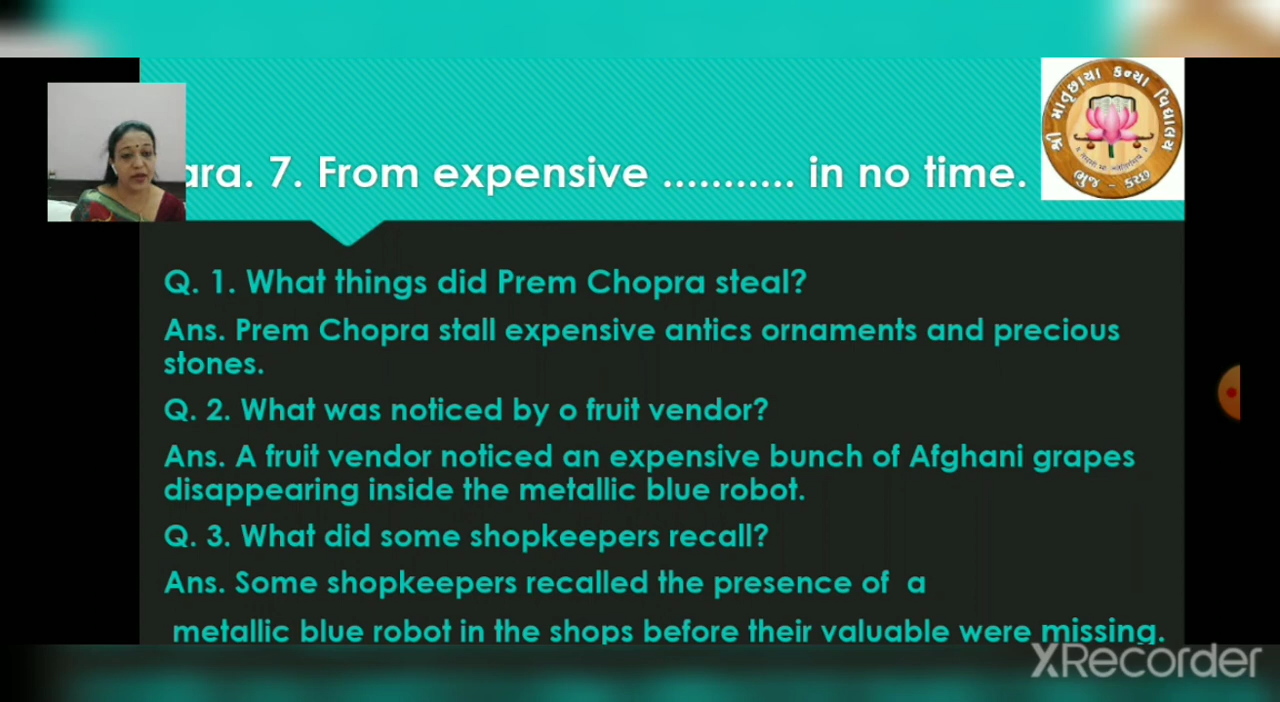 શ્રી માતૃછાયા કન્યા વિદ્યાલય
ભુજ - કચ્છ
ara. 7. From expensive ........... in no time.
Q. 1. What things did Prem Chopra steal?
Ans. Prem Chopra stall expensive antics ornaments and precious
stones.
Q. 2. What was noticed by o fruit vendor?
Ans. A fruit vendor noticed an expensive bunch of Afghani grapes
disappearing inside the metallic blue robot.
Q. 3. What did some shopkeepers recall?
Ans. Some shopkeepers recalled the presence of a
metallic blue robot in the shops before their valuable were missing.
XRecorder